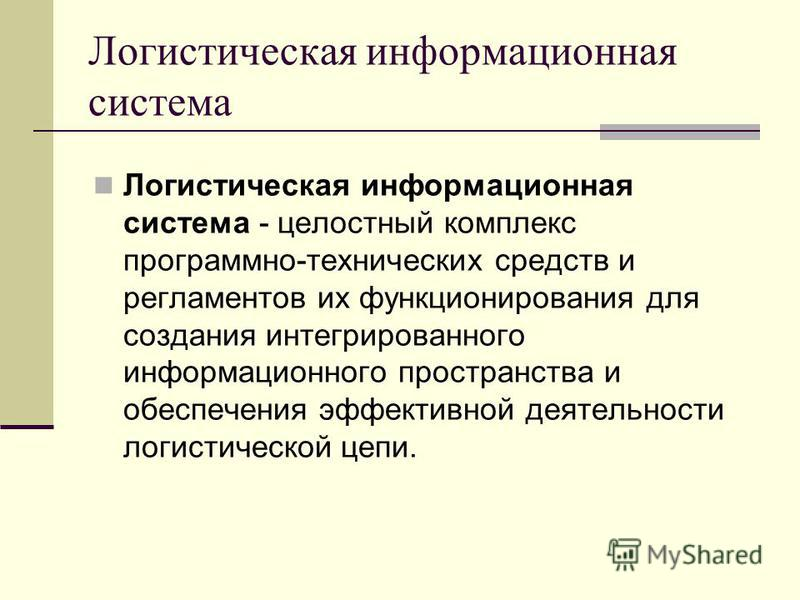 Логистическая информационная
система
Логистическая информационная
система - целостный комплекс
программно-технических средств и
регламентов их функционирования для
создания интегрированного
информационного пространства и
обеспечения эффективной деятельности
логистической цепи.
MyShared